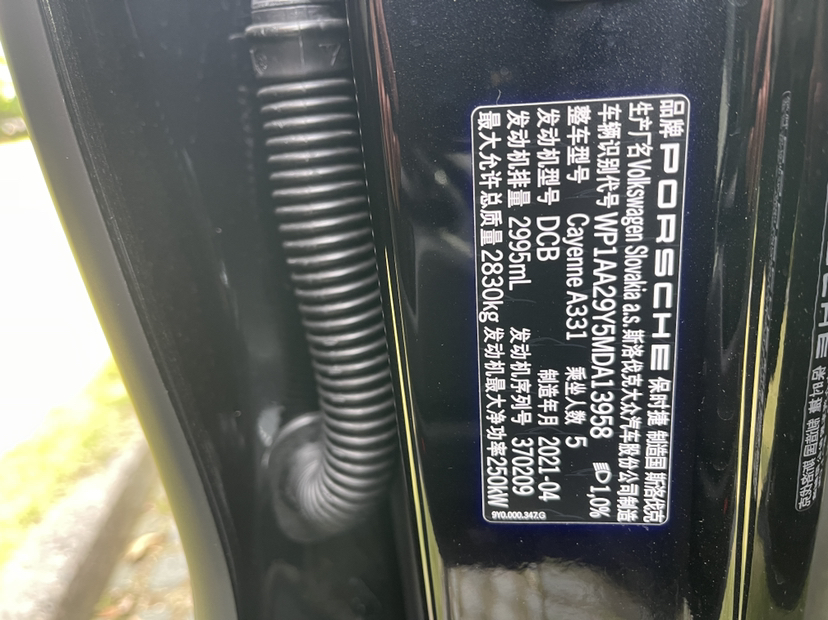 品牌 PORSCHE 保时捷 制造国 斯洛伐克
生产厂名 Volkswagen Slovakia a.s. 斯洛伐克大众汽车股份公司制造
车辆识别代号 WP1AA29Y5MDA13958 1,0%
整车型号 Cayenne A331 乘坐人数 5
发动机型号 DCB 制造年月 2021-04
发动机排量 2995mL 发动机序列号 370209
最大允许总质量 2830kg 发动机最大净功率 250KW
9Y0.000.347.G